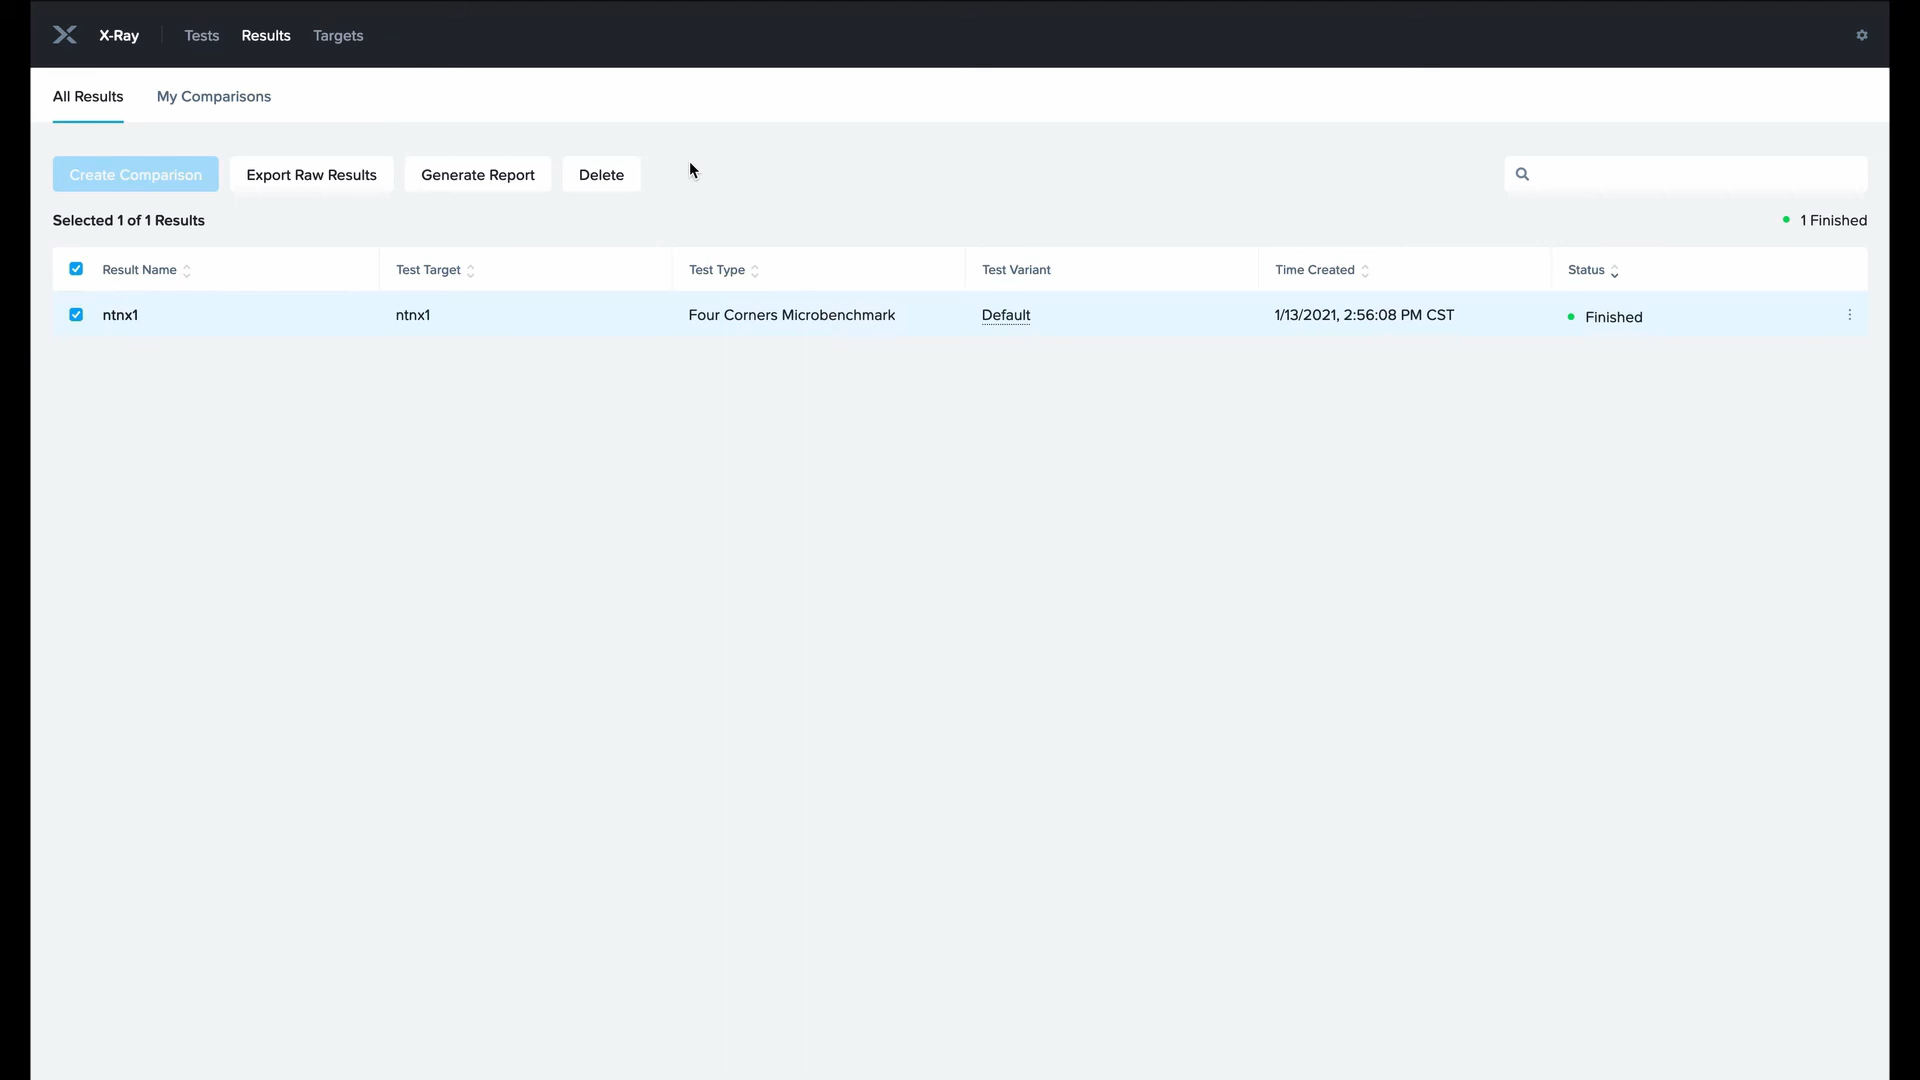 X-Ray Tests Results Targets
All Results My Comparisons
Create Comparison Export Raw Results Generate Report Delete
Selected 1 of 1 Results 1 Finished
Result Name Test Target Test Type Test Variant Time Created Status
ntnx1 ntnx1 Four Corners Microbenchmark Default 1/13/2021, 2:56:08 PM CST Finished